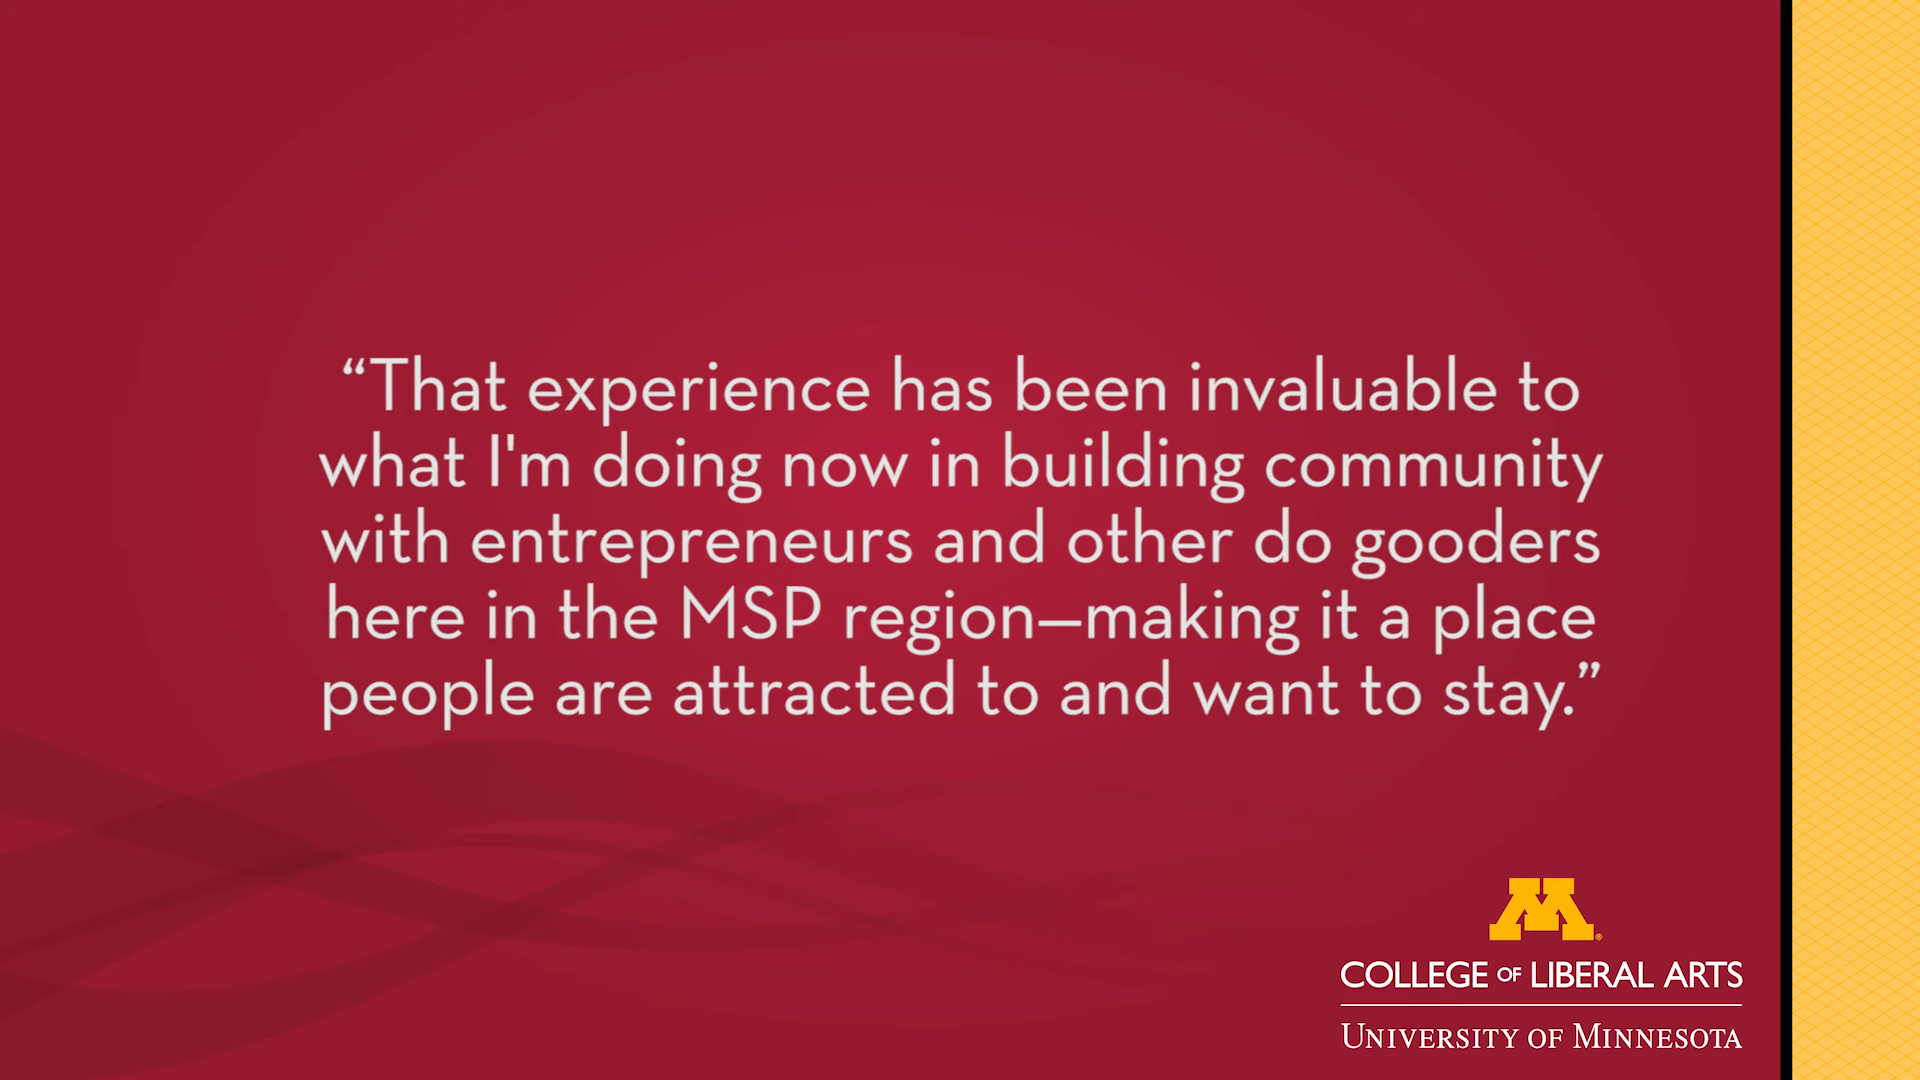 “That experience has been invaluable to
what I'm doing now in building community
with entrepreneurs and other do gooders
here in the MSP region—making it a place
people are attracted to and want to stay.”
M®
COLLEGE OF LIBERAL ARTS
UNIVERSITY OF MINNESOTA